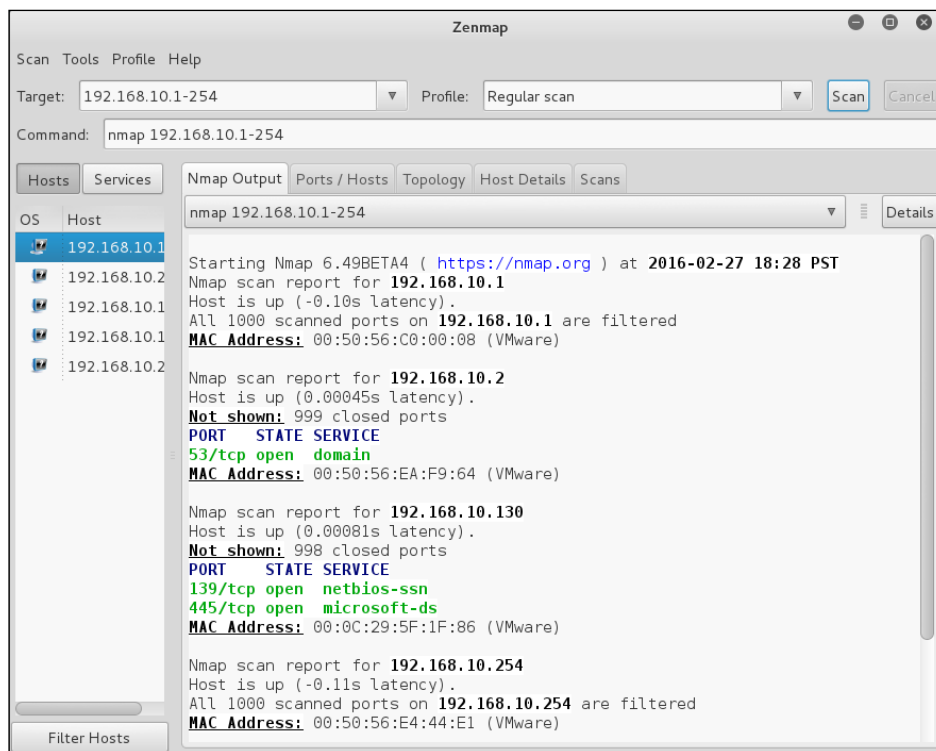 Zenmap
Scan Tools Profile Help
Target: 192.168.10.1-254 Profile: Regular scan Scan Cancel
Command: nmap 192.168.10.1-254
Hosts Services
Nmap Output Ports / Hosts Topology Host Details Scans
OS Host
192.168.10.1
192.168.10.2
192.168.10.1
192.168.10.1
192.168.10.2
Filter Hosts
nmap 192.168.10.1-254 Details
Starting Nmap 6.49BETA4 ( https://nmap.org ) at 2016-02-27 18:28 PST
Nmap scan report for 192.168.10.1
Host is up (-0.10s latency).
All 1000 scanned ports on 192.168.10.1 are filtered
MAC Address: 00:50:56:C0:00:08 (VMware)
Nmap scan report for 192.168.10.2
Host is up (0.00045s latency).
Not shown: 999 closed ports
PORT STATE SERVICE
53/tcp open domain
MAC Address: 00:50:56:EA:F9:64 (VMware)
Nmap scan report for 192.168.10.130
Host is up (0.00081s latency).
Not shown: 998 closed ports
PORT STATE SERVICE
139/tcp open netbios-ssn
445/tcp open microsoft-ds
MAC Address: 00:0C:29:5F:1F:86 (VMware)
Nmap scan report for 192.168.10.254
Host is up (-0.11s latency).
All 1000 scanned ports on 192.168.10.254 are filtered
MAC Address: 00:50:56:E4:44:E1 (VMware)